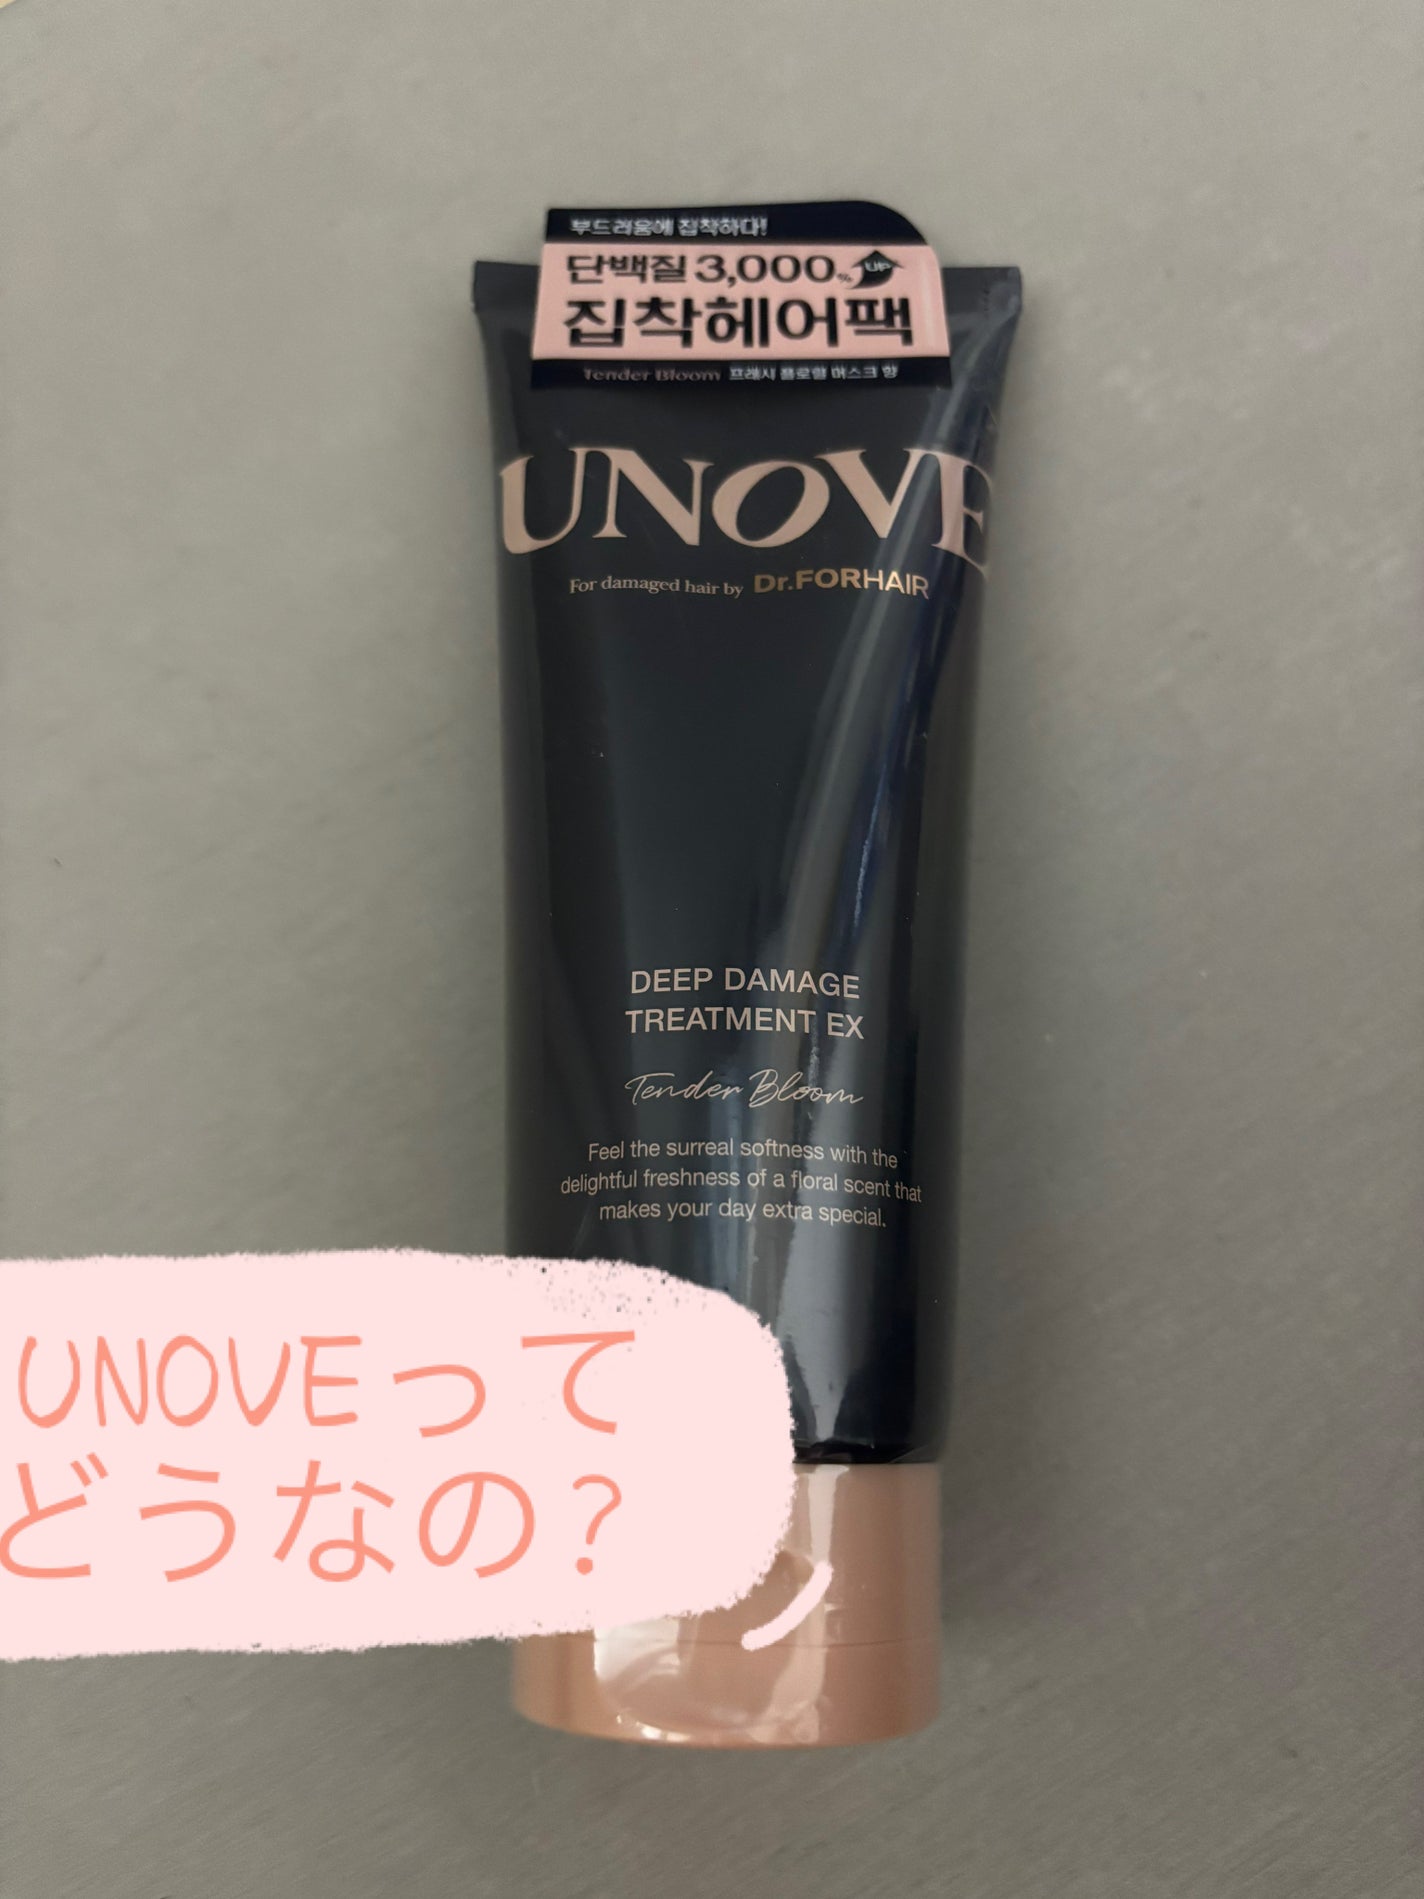 부드러움에 집착하다!
단백질 3,000% UP
집착헤어팩
Tender Bloom 프레시 플로럴 머스크 향
UNOVE
For damaged hair by Dr.FORHAIR
DEEP DAMAGE
TREATMENT EX
Tender Bloom
Feel the surreal softness with the
delightful freshness of a floral scent that
makes your day extra special.
UNOVEって
どうなの?